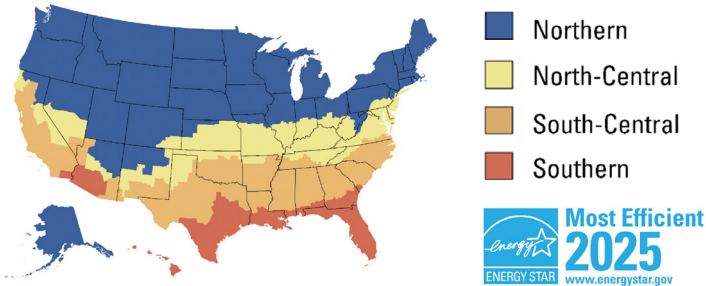 Northern
North-Central
South-Central
Southern
energy
ENERGY STAR
Most Efficient
2025
www.energystar.gov